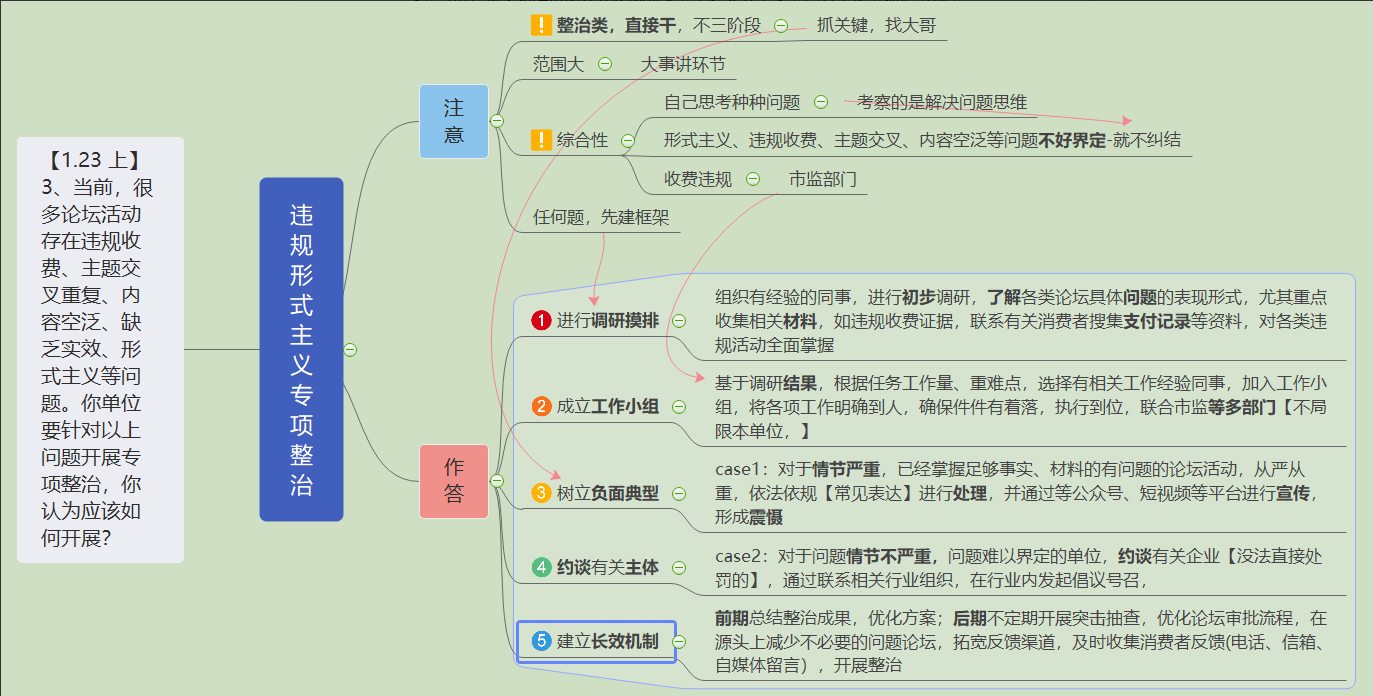 【1.23 上】
3、当前，很
多论坛活动
存在违规收
费、主题交
叉重复、内
容空泛、缺
乏实效、形
式主义等问
题。你单位
要针对以上
问题开展专
项整治，你
认为应该如
何开展？
违规形式主义专项整治
注意
整治类，直接干，不三阶段
抓关键，找大哥
范围大
大事讲环节
综合性
自己思考种种问题
考察的是解决问题思维
形式主义、违规收费、主题交叉、内容空泛等问题不好界定-就不纠结
收费违规
市监部门
任何题，先建框架
作答
1 进行调研摸排
组织有经验的同事，进行初步调研，了解各类论坛具体问题的表现形式，尤其重点
收集相关材料，如违规收费证据，联系有关消费者搜集支付记录等资料，对各类违
规活动全面掌握
2 成立工作小组
基于调研结果，根据任务工作量、重难点，选择有相关工作经验同事，加入工作小
组，将各项工作明确到人，确保件件有着落，执行到位，联合市监等多部门【不局
限本单位，】
3 树立负面典型
case1：对于情节严重，已经掌握足够事实、材料的有问题的论坛活动，从严从
重，依法依规【常见表达】进行处理，并通过等公众号、短视频等平台进行宣传，
形成震慑
4 约谈有关主体
case2：对于问题情节不严重，问题难以界定的单位，约谈有关企业【没法直接处
罚的】，通过联系相关行业组织，在行业内发起倡议号召，
5 建立长效机制
前期总结整治成果，优化方案；后期不定期开展突击抽查，优化论坛审批流程，在
源头上减少不必要的问题论坛，拓宽反馈渠道，及时收集消费者反馈(电话、信箱、
自媒体留言），开展整治